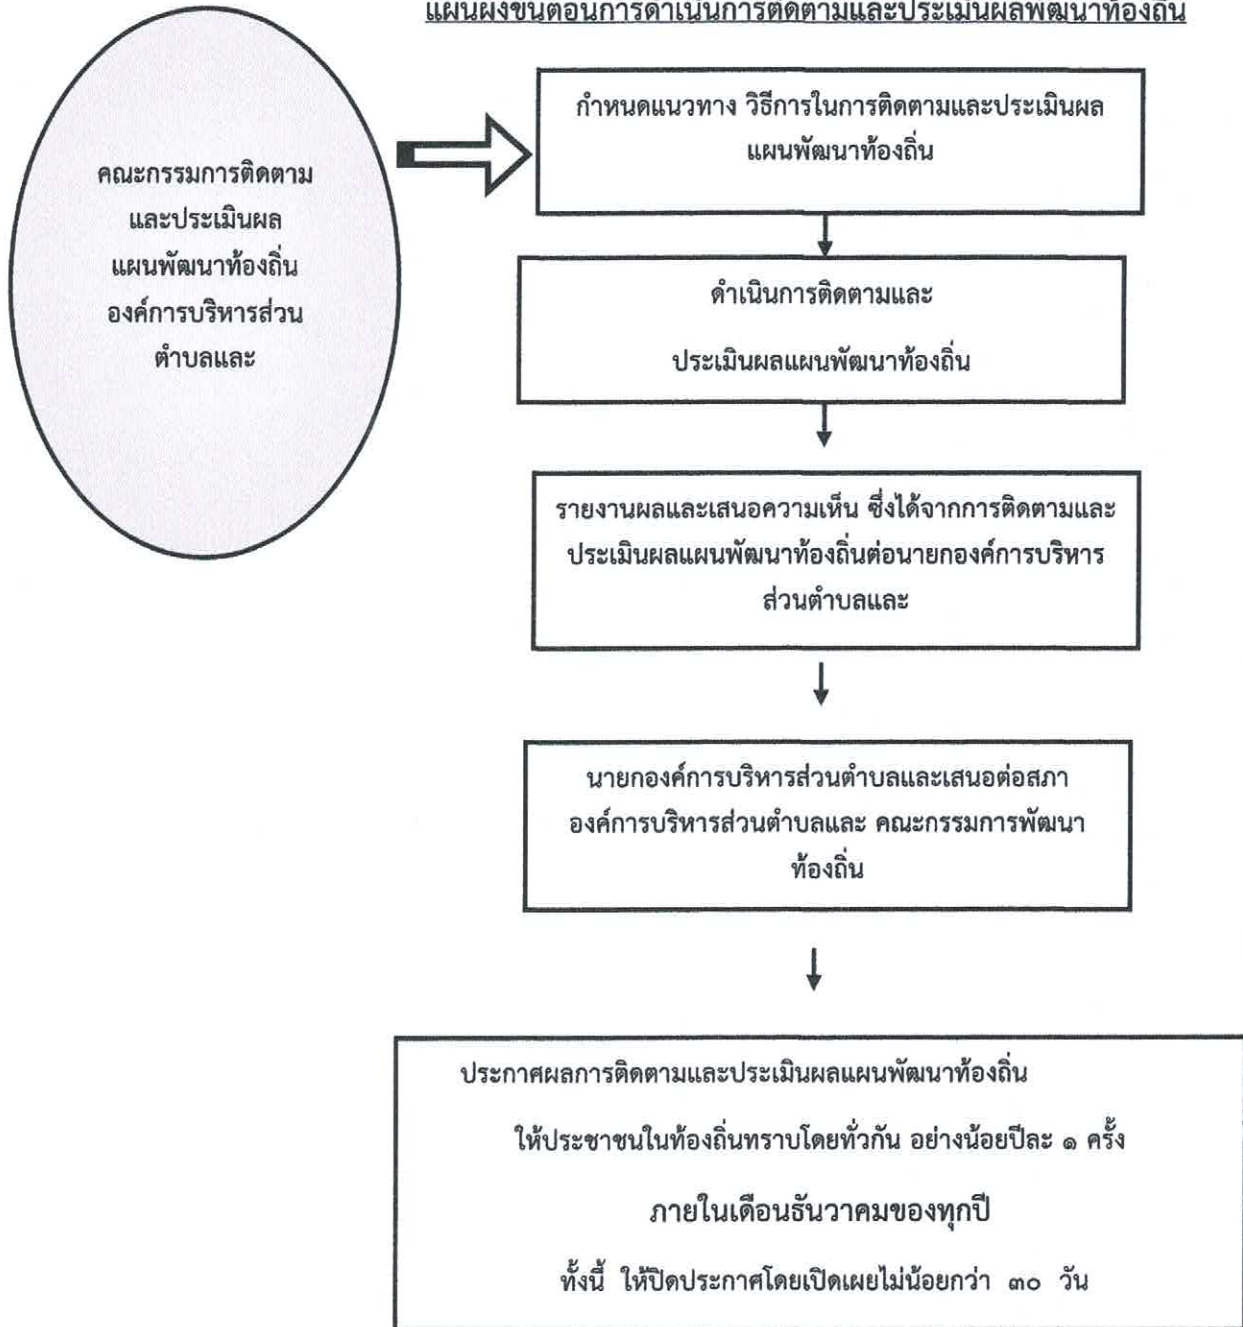 แผนผังขั้นตอนการดำเนินการติดตามและประเมินผลพัฒนาท้องถิ่น
คณะกรรมการติดตาม
และประเมินผล
แผนพัฒนาท้องถิ่น
องค์การบริหารส่วน
ตำบลและ
กำหนดแนวทาง วิธีการในการติดตามและประเมินผล
แผนพัฒนาท้องถิ่น
ดำเนินการติดตามและ
ประเมินผลแผนพัฒนาท้องถิ่น
รายงานผลและเสนอความเห็น ซึ่งได้จากการติดตามและ
ประเมินผลแผนพัฒนาท้องถิ่นต่อนายกองค์การบริหาร
ส่วนตำบลและ
นายกองค์การบริหารส่วนตำบลและเสนอต่อสภา
องค์การบริหารส่วนตำบลและ คณะกรรมการพัฒนา
ท้องถิ่น
ประกาศผลการติดตามและประเมินผลแผนพัฒนาท้องถิ่น
ให้ประชาชนในท้องถิ่นทราบโดยทั่วกัน อย่างน้อยปีละ ๑ ครั้ง
ภายในเดือนธันวาคมของทุกปี
ทั้งนี้ ให้ปิดประกาศโดยเปิดเผยไม่น้อยกว่า ๓๐ วัน